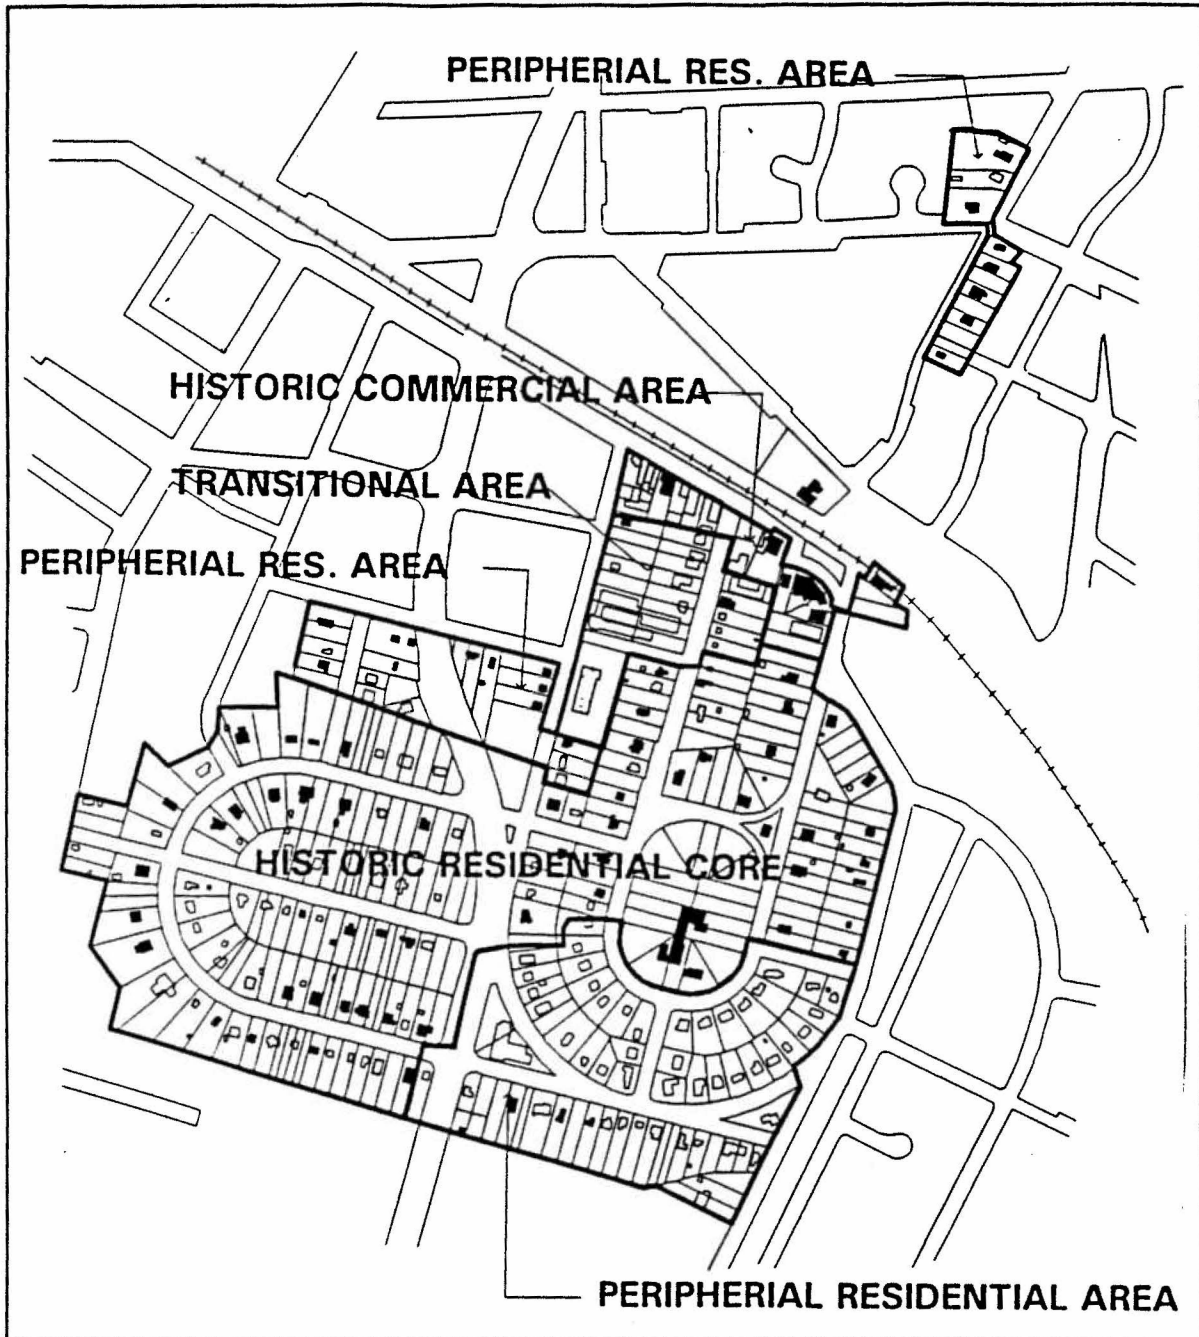 PERIPHERIAL RES. AREA
HISTORIC COMMERCIAL AREA
TRANSITIONAL AREA
PERIPHERIAL RES. AREA
HISTORIC RESIDENTIAL CORE
PERIPHERIAL RESIDENTIAL AREA